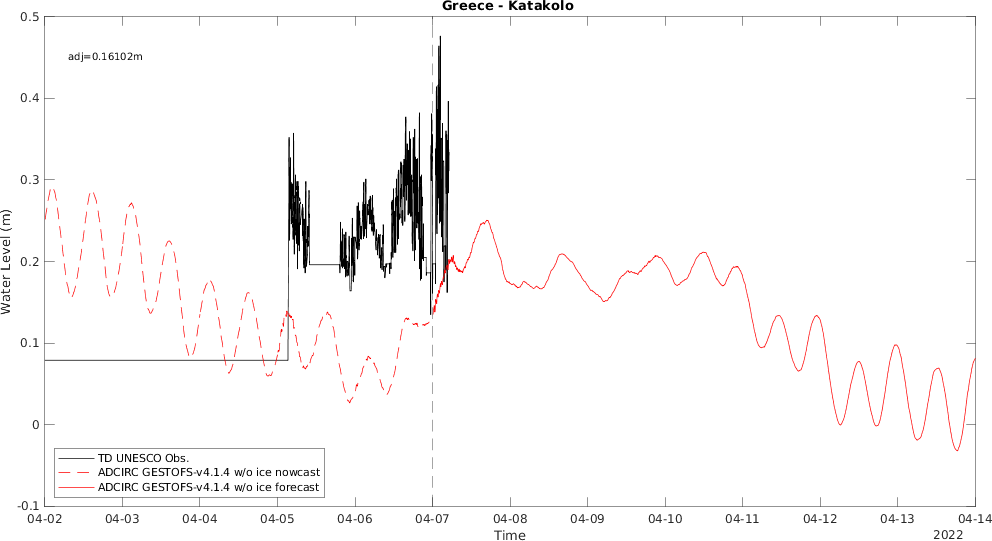 Greece - Katakolo
adj=0.16102m
0.5
0.4
0.3
0.2
0.1
0
-0.1
Water Level (m)
TD UNESCO Obs.
ADCIRC GESTOFS-v4.1.4 w/o ice nowcast
ADCIRC GESTOFS-v4.1.4 w/o ice forecast
04-02 04-03 04-04 04-05 04-06 04-07 04-08 04-09 04-10 04-11 04-12 04-13 04-14
Time
2022